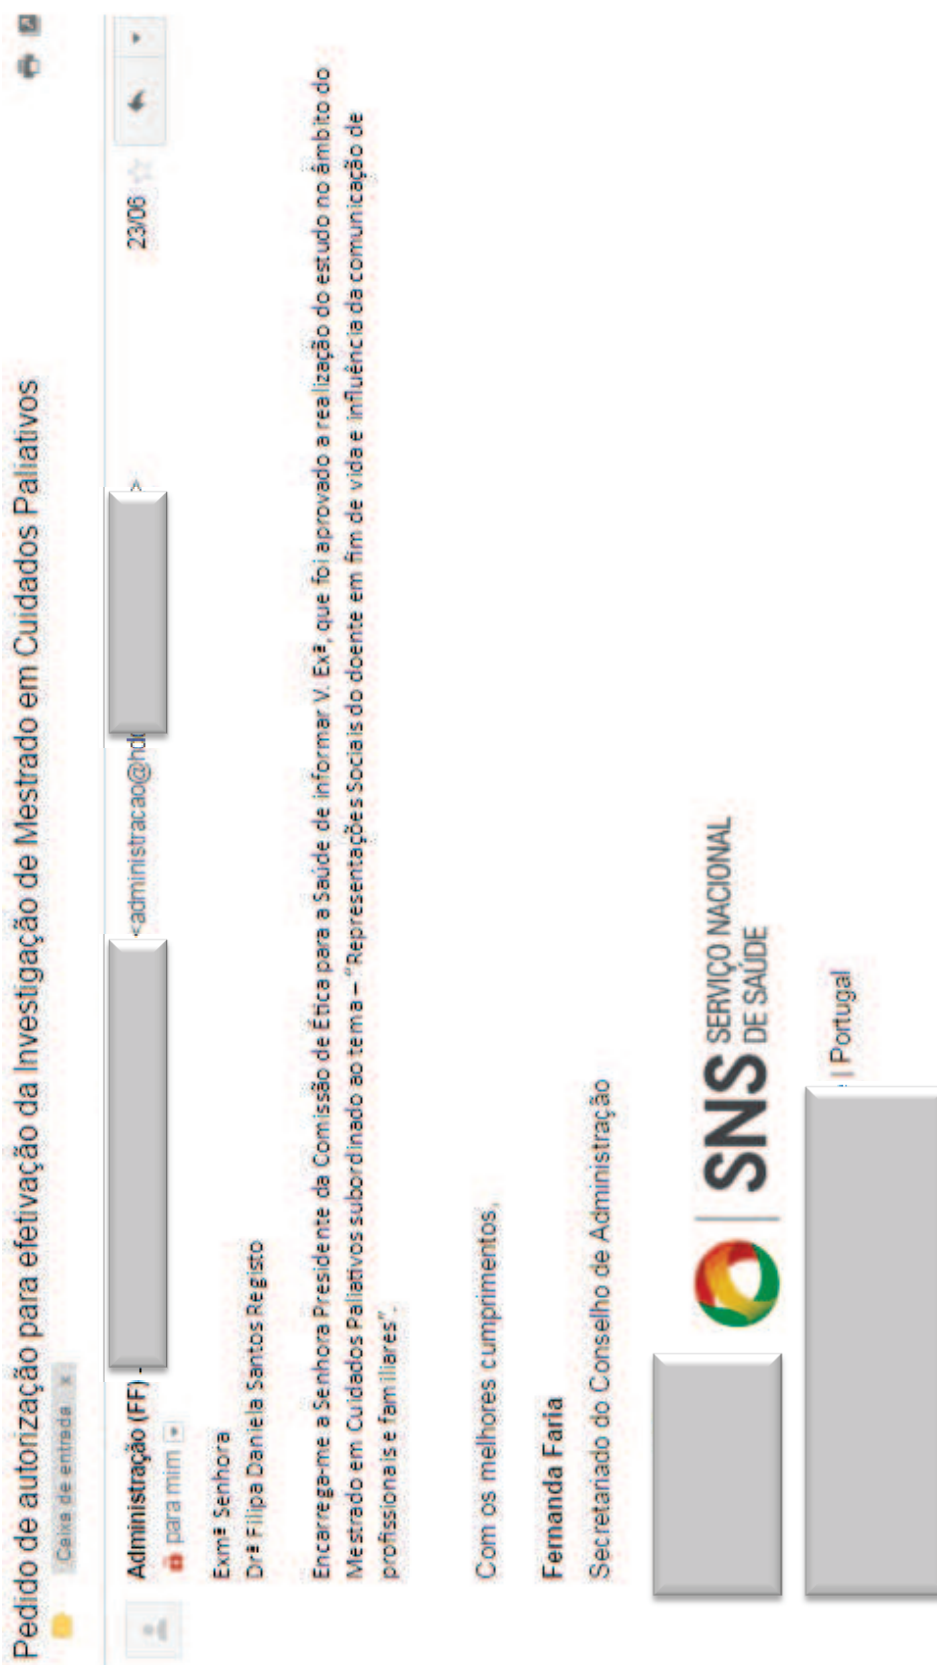 Pedido de autorização para efetivação da Investigação de Mestrado em Cuidados Paliativos
Caixa de entrada x
Administração (FF) - <administracao@hdo >
23/06
para mim
Exmª Senhora
Drª Filipa Daniela Santos Registo
Encarrega-me a Senhora Presidente da Comissão de Ética para a Saúde de informar V. Exª, que foi aprovado a realização do estudo no âmbito do
Mestrado em Cuidados Paliativos subordinado ao tema – “Representações Sociais do doente em fim de vida e influência da comunicação de
profissionais e familiares”.
Com os melhores cumprimentos,
Fernanda Faria
Secretariado do Conselho de Administração
SNS SERVIÇO NACIONAL
DE SAÚDE
| Portugal